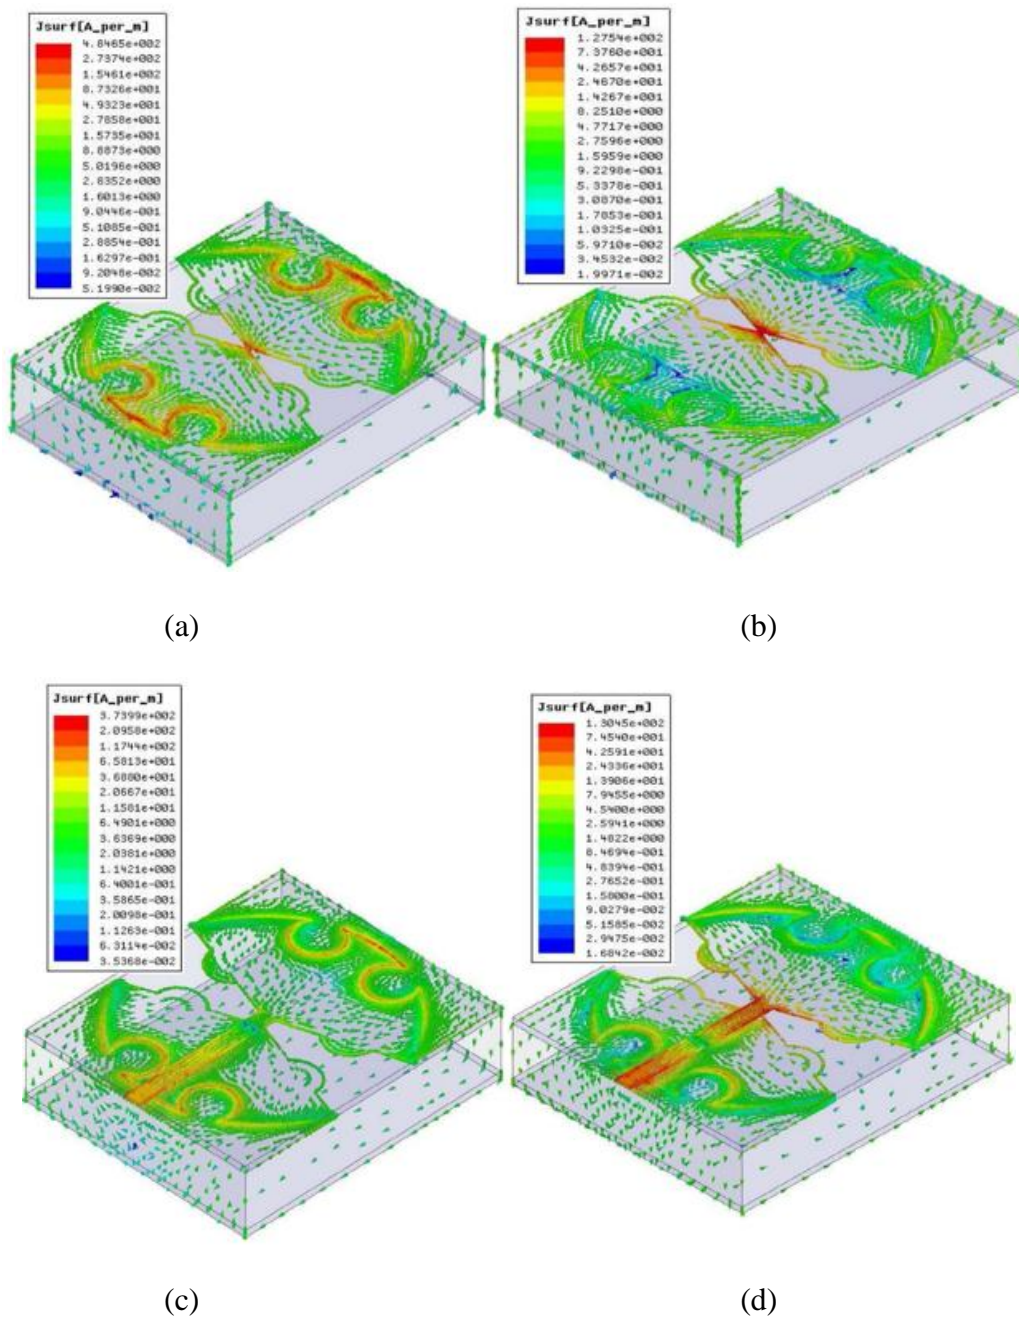 Jsurf[A_per_m]
4.8465e+002
2.7374e+002
1.5461e+002
8.7326e+001
4.9323e+001
2.7858e+001
1.5735e+001
8.8873e+000
5.0196e+000
2.8352e+000
1.6013e+000
9.0446e-001
5.1085e-001
2.8854e-001
1.6297e-001
9.2048e-002
5.1990e-002
Jsurf[A_per_m]
1.2754e+002
7.3760e+001
4.2657e+001
2.4670e+001
1.4267e+001
8.2510e+000
4.7717e+000
2.7596e+000
1.5959e+000
9.2298e-001
5.3378e-001
3.0870e-001
1.7853e-001
1.0325e-001
5.9710e-002
3.4532e-002
1.9971e-002
(a)
(b)
Jsurf[A_per_m]
3.7399e+002
2.0958e+002
1.1744e+002
6.5813e+001
3.6880e+001
2.0667e+001
1.1581e+001
6.4901e+000
3.6369e+000
2.0381e+000
1.1421e+000
6.4001e-001
3.5865e-001
2.0098e-001
1.1263e-001
6.3114e-002
3.5368e-002
Jsurf[A_per_m]
1.3045e+002
7.4540e+001
4.2591e+001
2.4336e+001
1.3906e+001
7.9455e+000
4.5400e+000
2.5941e+000
1.4822e+000
8.4694e-001
4.8394e-001
2.7652e-001
1.5800e-001
9.0279e-002
5.1585e-002
2.9475e-002
1.6842e-002
(c)
(d)